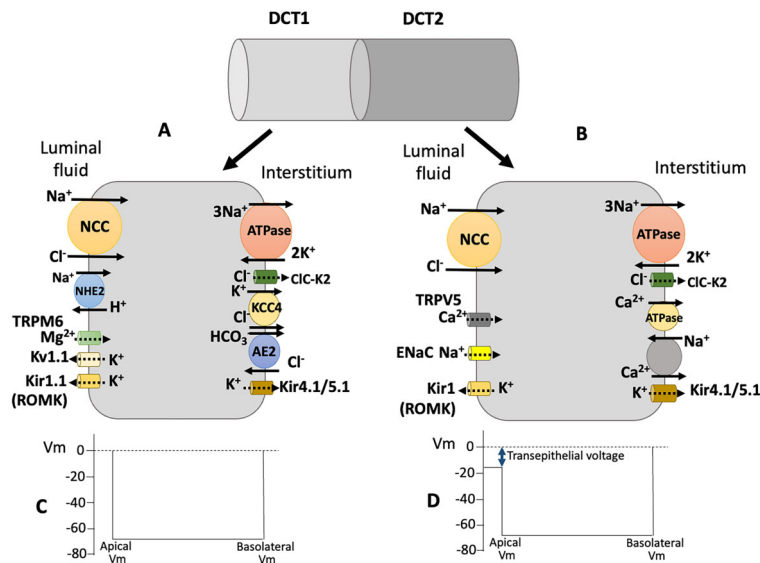 DCT1 DCT2
A
Luminal
fluid
Interstitium
Na⁺
NCC
Cl⁻
Na⁺
NHE2
H⁺
TRPM6
Mg²⁺
Kv1.1 K⁺
Kir1.1 K⁺
(ROMK)
3Na⁺
ATPase
2K⁺
Cl⁻ ClC-K2
K⁺
KCC4
Cl⁻
HCO₃
AE2
Cl⁻
K⁺ Kir4.1/5.1
B
Luminal
fluid
Interstitium
Na⁺
NCC
Cl⁻
TRPV5
Ca²⁺
ENaC Na⁺
Kir1 K⁺
(ROMK)
3Na⁺
ATPase
2K⁺
Cl⁻ ClC-K2
Ca²⁺
ATPase
Na⁺
Ca²⁺
K⁺ Kir4.1/5.1
C
Vm
0
-20
-40
-60
-80
Apical
Vm
Basolateral
Vm
D
Vm
0
Transepithelial voltage
-20
-40
-60
-80
Apical
Vm
Basolateral
Vm